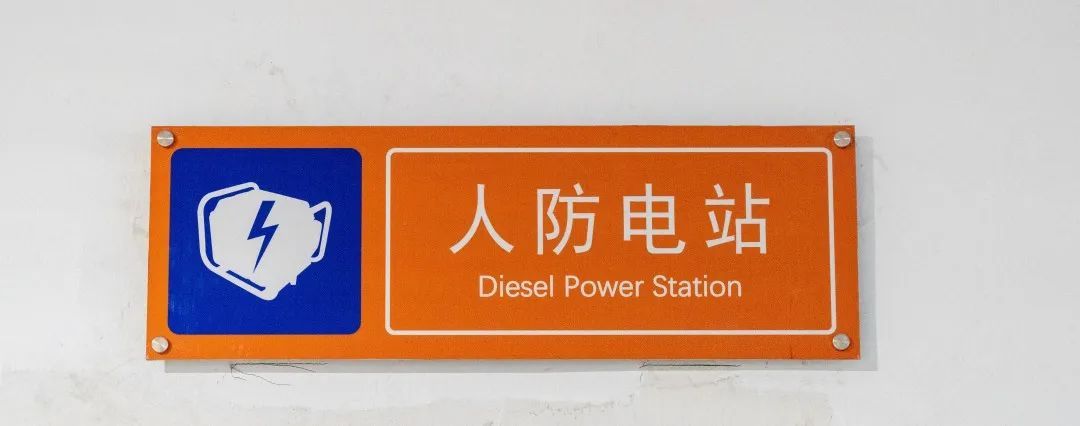 人防电站
Diesel Power Station